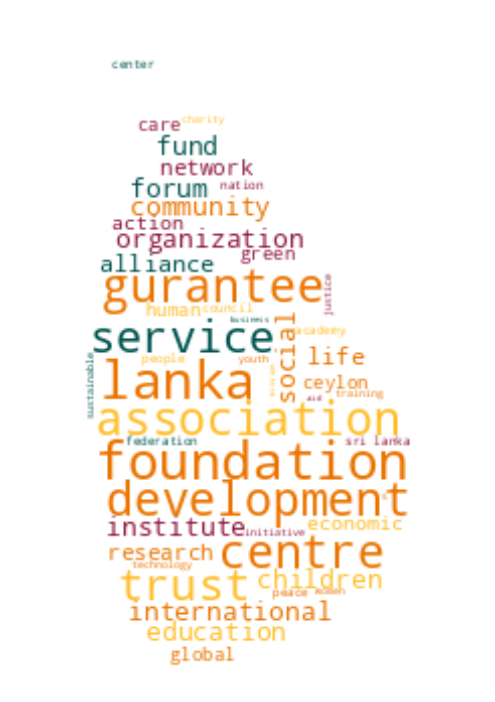 center
care charity
fund
network
forum nation
community
action
organization
green
alliance
gurantee
justice
human council
business
service
social
academy
people youth life
sustainable
lanka
ceylon
aid training
association
federation sri lanka
foundation
development
institute initiative economic
research centre
technology
trust children
peace women
international
education
global